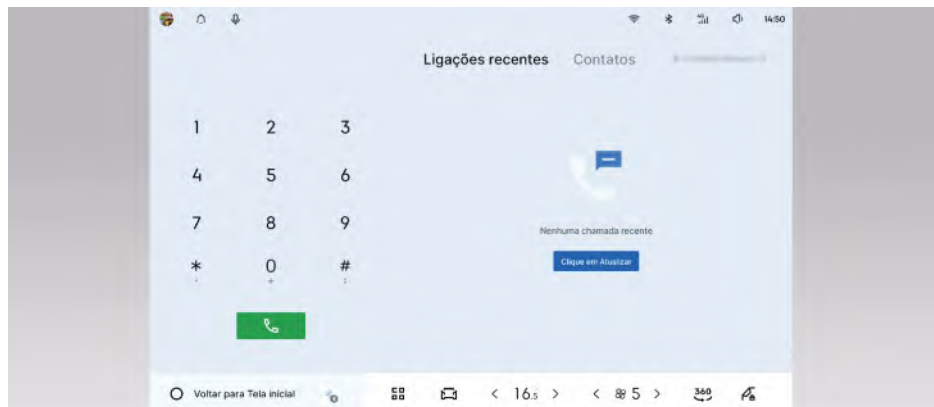 14:50
Ligações recentes Contatos
1 2 3
4 5 6
7 8 9
* 0 #
+ ;
Nenhuma chamada recente
Clique em Atualizar
Voltar para Tela inicial
< 16.5 > < 5 > 360